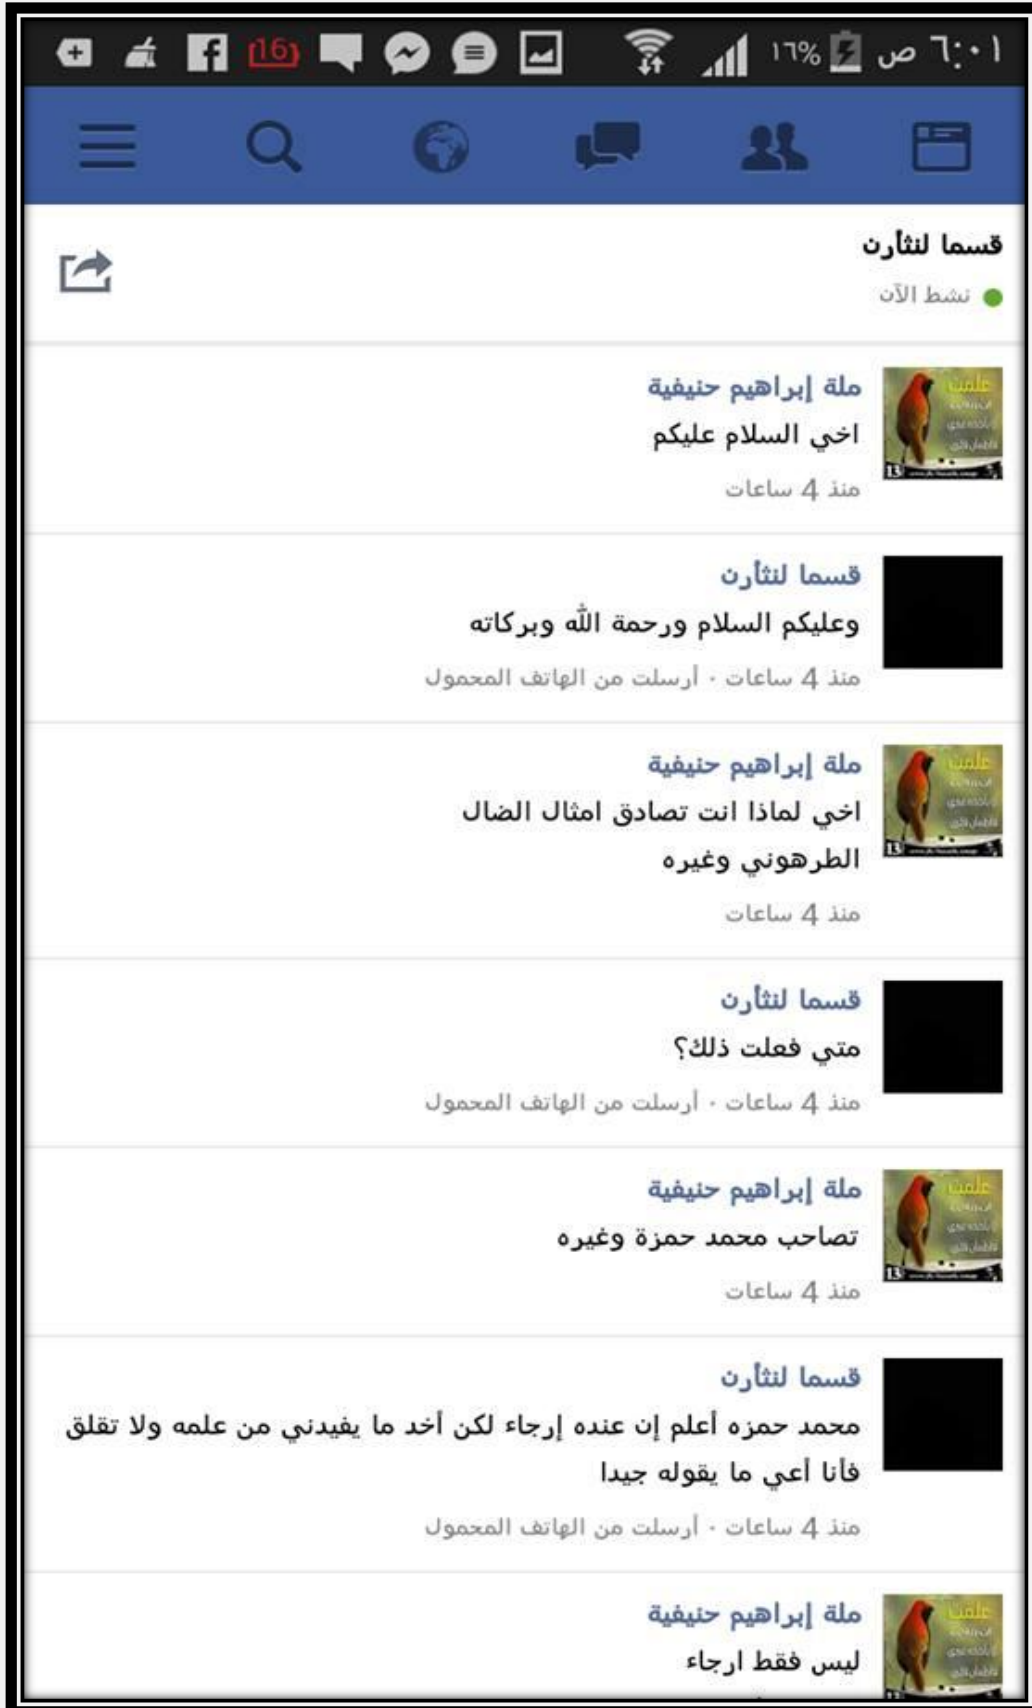 ٦:٠١ ص ١٦%
16
قسما لنثأرن
نشط الآن
ملة إبراهيم حنيفية
اخي السلام عليكم
منذ 4 ساعات
قسما لنثأرن
وعليكم السلام ورحمة الله وبركاته
منذ 4 ساعات · أرسلت من الهاتف المحمول
ملة إبراهيم حنيفية
اخي لماذا انت تصادق امثال الضال
الطرهوني وغيره
منذ 4 ساعات
قسما لنثأرن
متي فعلت ذلك؟
منذ 4 ساعات · أرسلت من الهاتف المحمول
ملة إبراهيم حنيفية
تصاحب محمد حمزة وغيره
منذ 4 ساعات
قسما لنثأرن
محمد حمزه أعلم إن عنده إرجاء لكن أخد ما يفيدني من علمه ولا تقلق
فأنا أعي ما يقوله جيدا
منذ 4 ساعات · أرسلت من الهاتف المحمول
ملة إبراهيم حنيفية
ليس فقط ارجاء